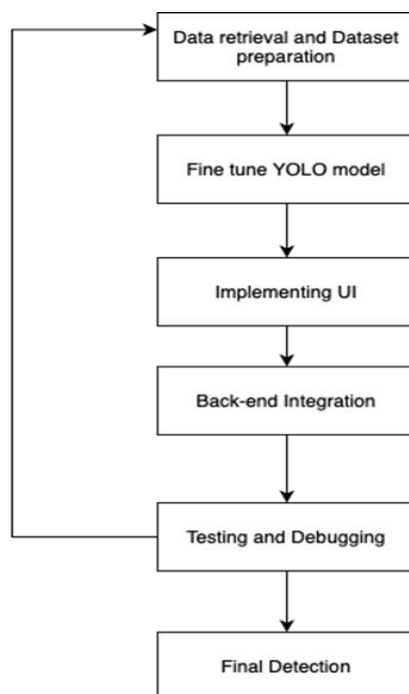 Data retrieval and Dataset
preparation
Fine tune YOLO model
Implementing UI
Back-end Integration
Testing and Debugging
Final Detection